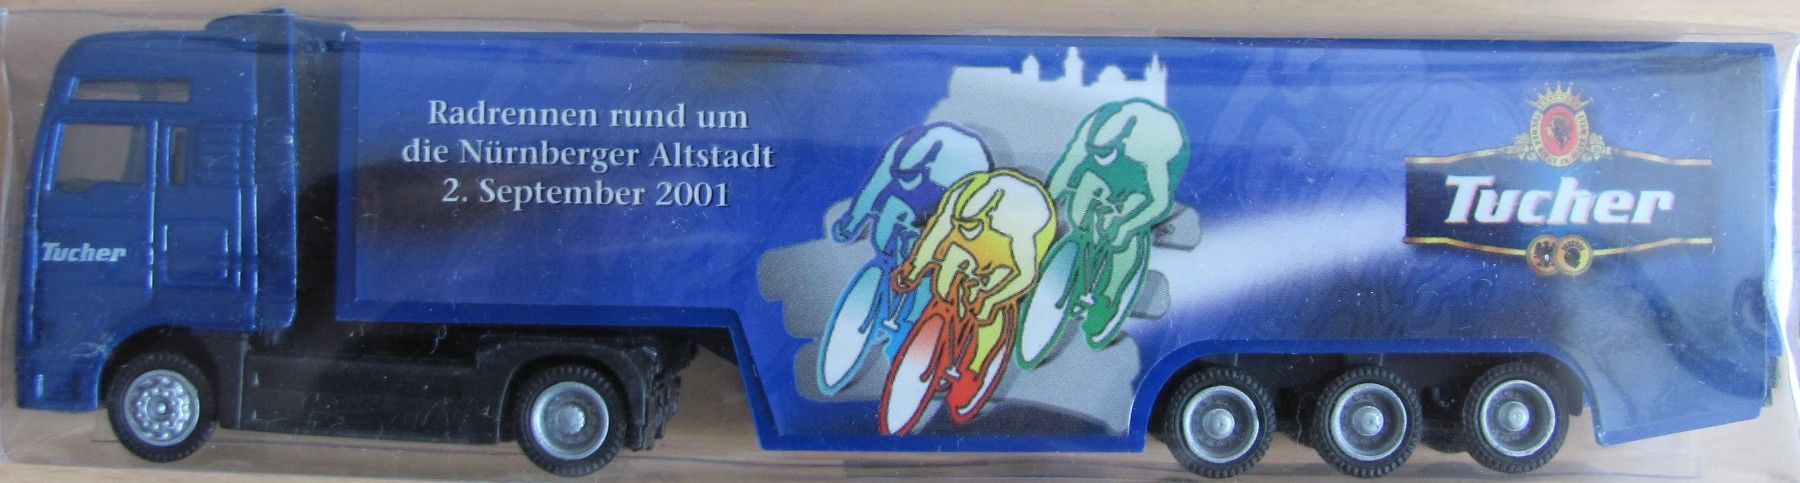 Radrennen rund um
die Nürnberger Altstadt
2. September 2001
Tucher
Tucher